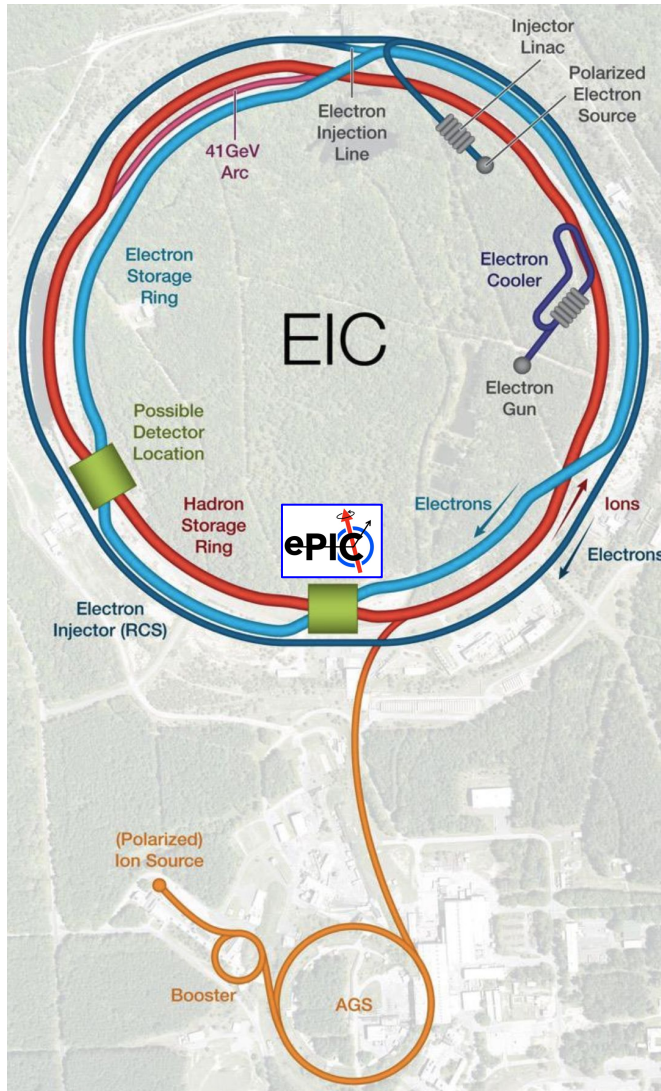 Injector
Linac
Polarized
Electron
Source
Electron
Injection
Line
41GeV
Arc
Electron
Storage
Ring
Electron
Cooler
EIC
Electron
Gun
Possible
Detector
Location
Hadron
Storage
Ring
ePIC
Electrons
Ions
Electrons
Electron
Injector (RCS)
(Polarized)
Ion Source
Booster
AGS